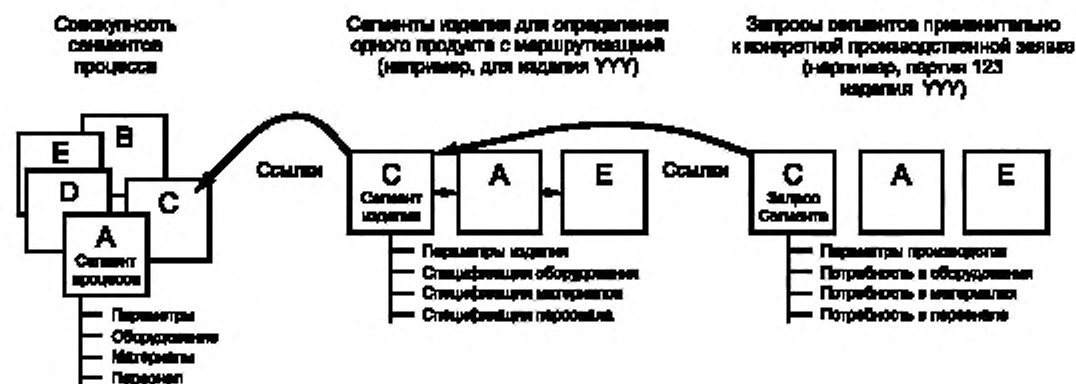 Совокупность
сегментов
процесса
Сегменты изделия для определения
одного продукта с маршрутизацией
(например, для изделия YYY)
Запросы сегментов применительно
к конкретной производственной заявке
(например, партия 123
изделия YYY)
B
E
D
C
A
Сегмент
процесса
Параметры
Оборудование
Материалы
Персонал
Ссылки
C
Сегмент
изделия
A
E
Параметры изделия
Спецификация оборудования
Спецификация материалов
Спецификация персонала
Ссылки
C
Запрос
Сегмента
A
E
Параметры производства
Потребность в оборудовании
Потребность в материалах
Потребность в персонале